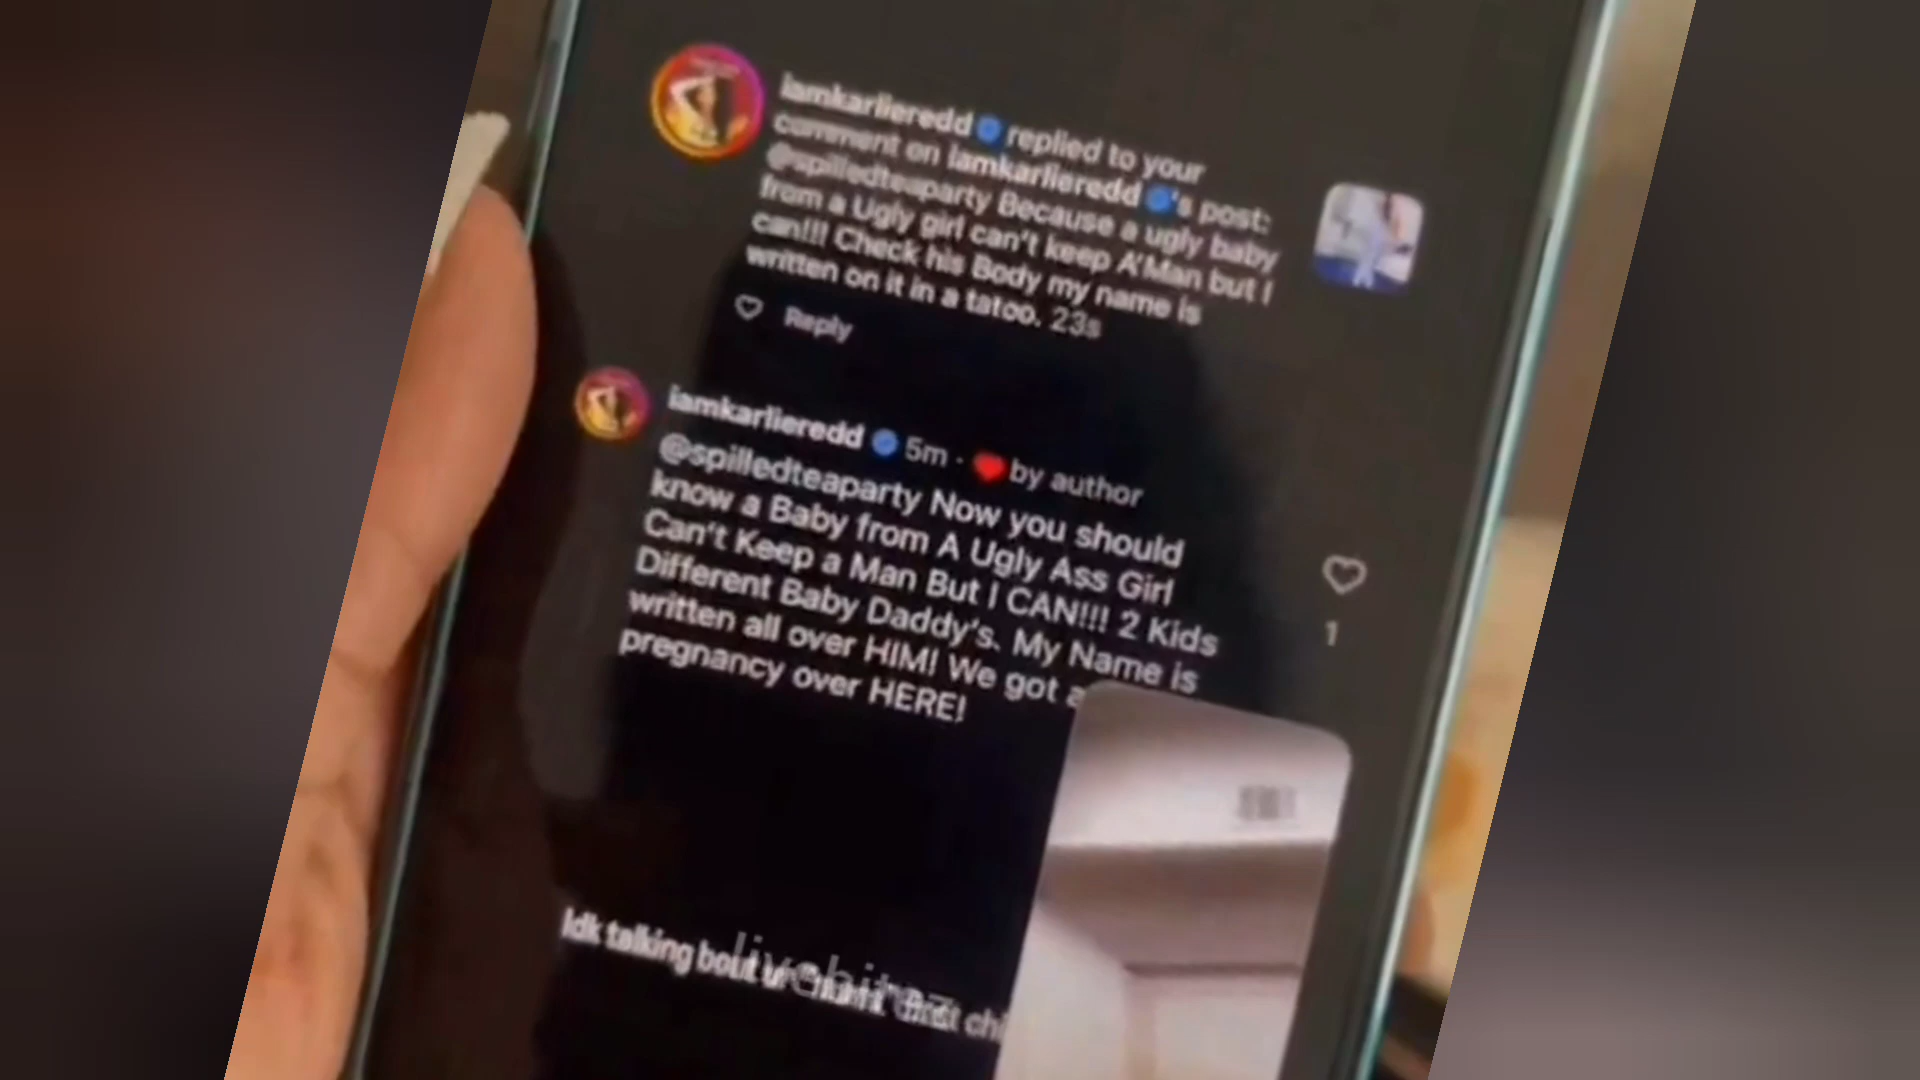 iamkarlieredd replied to your
comment on iamkarlieredd 's post:
@spilledteaparty Because a ugly baby
from a Ugly girl can't keep A'Man but I
can!!! Check his Body my name is
written on it in a tatoo. 23s
Reply
iamkarlieredd 5m · by author
@spilledteaparty Now you should
know a Baby from A Ugly Ass Girl
Can't Keep a Man But I CAN!!! 2 Kids
Different Baby Daddy's. My Name is
written all over HIM! We got a
pregnancy over HERE!
1
Idk talking bout ur